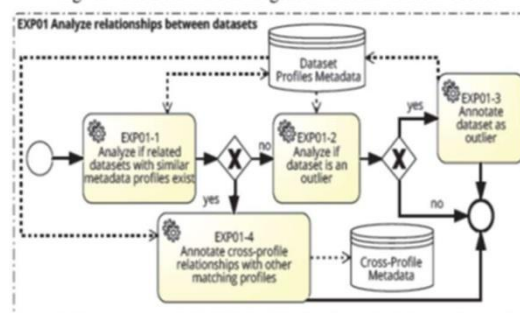 EXP01 Analyze relationships between datasets
Dataset
Profiles Metadata
EXP01-1
Analyze if related
datasets with similar
metadata profiles exist
no
yes
EXP01-2
Analyze if
dataset is an
outlier
yes
no
EXP01-3
Annotate
dataset as
outlier
EXP01-4
Annotate cross-profile
relationships with other
matching profiles
Cross-Profile
Metadata